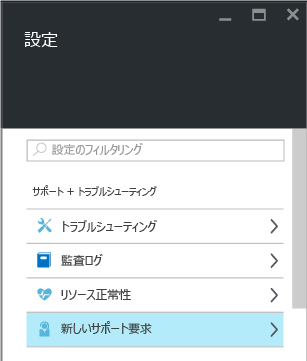 設定
設定のフィルタリング
サポート + トラブルシューティング
トラブルシューティング
監査ログ
リソース正常性
新しいサポート要求